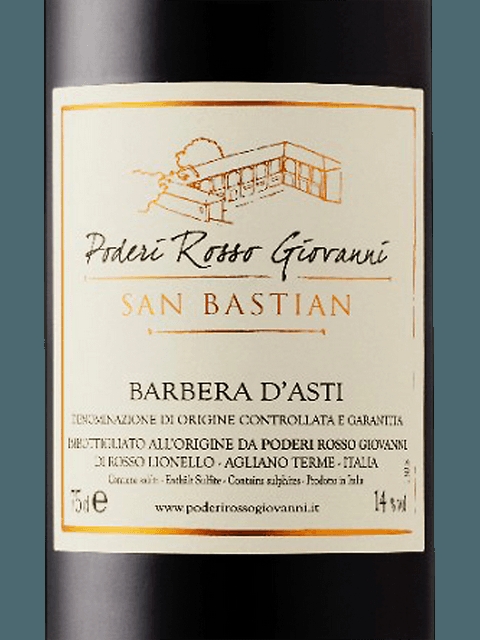 Poderi Rosso Giovanni
SAN BASTIAN
BARBERA D'ASTI
DENOMINAZIONE DI ORIGINE CONTROLLATA E GARANTITA
IMBOTTIGLIATO ALL'ORIGINE DA PODERI ROSSO GIOVANNI
DI ROSSO LIONELLO - AGLIANO TERME - ITALIA
Contiene solfiti - Enthält Sulfite - Contains sulphites - Prodotto in Italia
75cl e www.poderirossogiovanni.it 14% vol